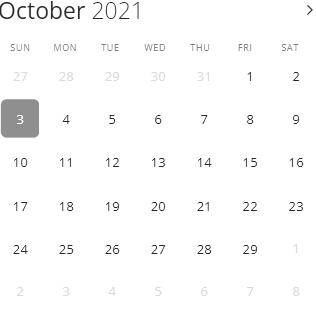 October 2021
SUN MON TUE WED THU FRI SAT
27 28 29 30 31 1 2
3 4 5 6 7 8 9
10 11 12 13 14 15 16
17 18 19 20 21 22 23
24 25 26 27 28 29 1
2 3 4 5 6 7 8